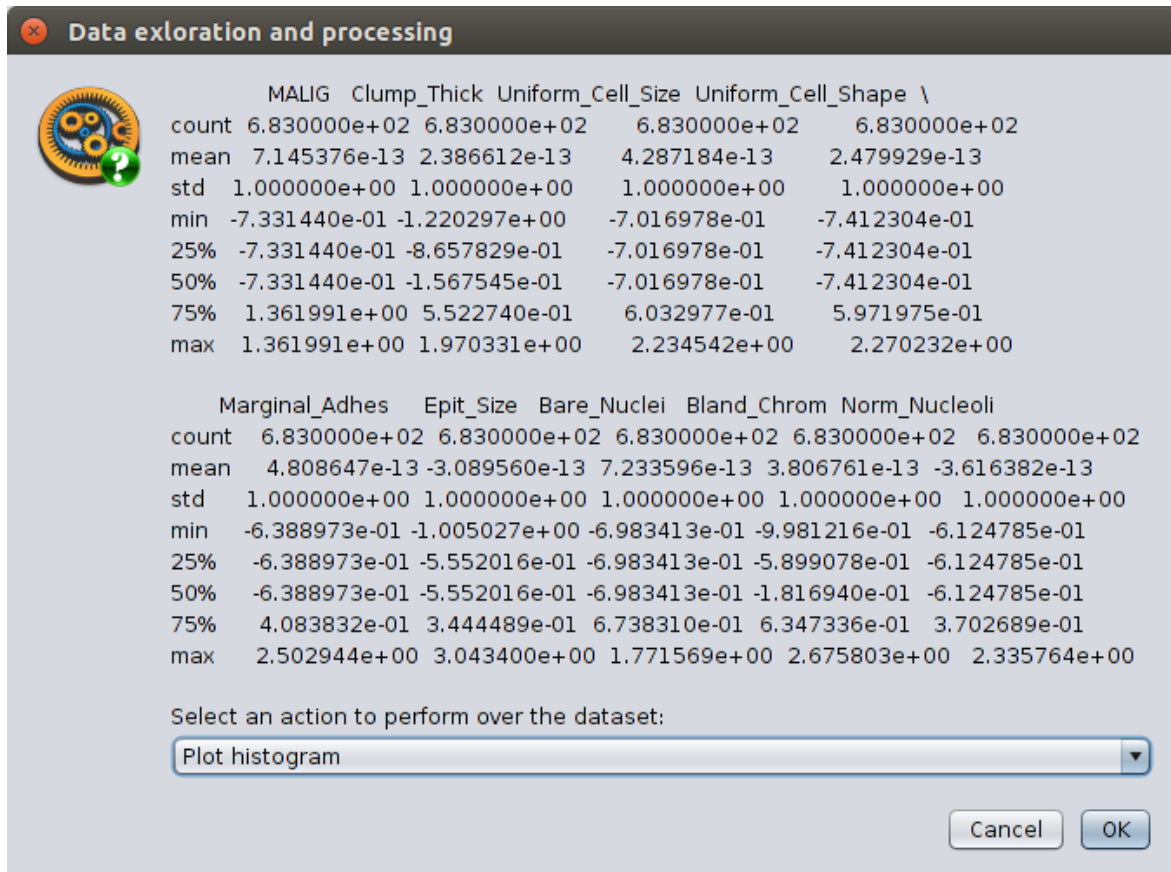 Data exloration and processing
MALIG Clump_Thick Uniform_Cell_Size Uniform_Cell_Shape \
count 6.830000e+02 6.830000e+02 6.830000e+02 6.830000e+02
mean 7.145376e-13 2.386612e-13 4.287184e-13 2.479929e-13
std 1.000000e+00 1.000000e+00 1.000000e+00 1.000000e+00
min -7.331440e-01 -1.220297e+00 -7.016978e-01 -7.412304e-01
25% -7.331440e-01 -8.657829e-01 -7.016978e-01 -7.412304e-01
50% -7.331440e-01 -1.567545e-01 -7.016978e-01 -7.412304e-01
75% 1.361991e+00 5.522740e-01 6.032977e-01 5.971975e-01
max 1.361991e+00 1.970331e+00 2.234542e+00 2.270232e+00
Marginal_Adhes Epit_Size Bare_Nuclei Bland_Chrom Norm_Nucleoli
count 6.830000e+02 6.830000e+02 6.830000e+02 6.830000e+02 6.830000e+02
mean 4.808647e-13 -3.089560e-13 7.233596e-13 3.806761e-13 -3.616382e-13
std 1.000000e+00 1.000000e+00 1.000000e+00 1.000000e+00 1.000000e+00
min -6.388973e-01 -1.005027e+00 -6.983413e-01 -9.981216e-01 -6.124785e-01
25% -6.388973e-01 -5.552016e-01 -6.983413e-01 -5.899078e-01 -6.124785e-01
50% -6.388973e-01 -5.552016e-01 -6.983413e-01 -1.816940e-01 -6.124785e-01
75% 4.083832e-01 3.444489e-01 6.738310e-01 6.347336e-01 3.702689e-01
max 2.502944e+00 3.043400e+00 1.771569e+00 2.675803e+00 2.335764e+00
Select an action to perform over the dataset:
Plot histogram
Cancel OK